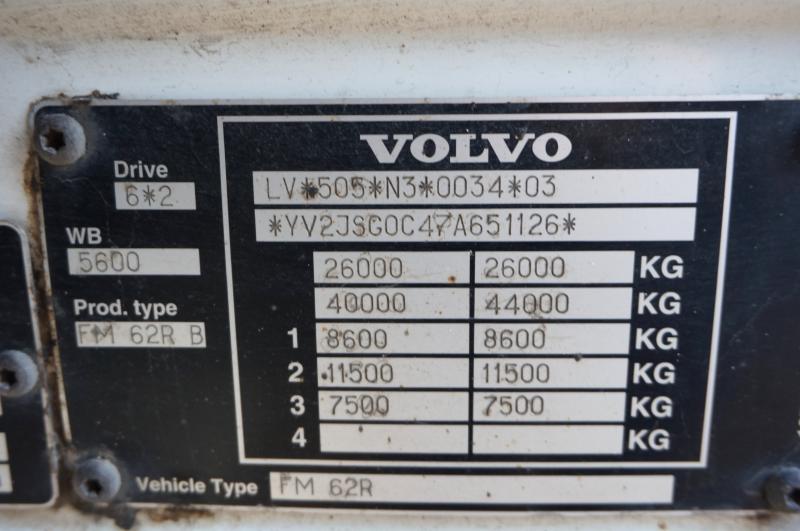 VOLVO
Drive
6*2
LV*505*N3*0034*03
*YV2JSG0C47A651126*
WB
5600
26000 26000 KG
Prod. type
40000 44000 KG
FM 62R B
1 8600 8600 KG
2 11500 11500 KG
3 7500 7500 KG
4 KG
Vehicle Type FM 62R